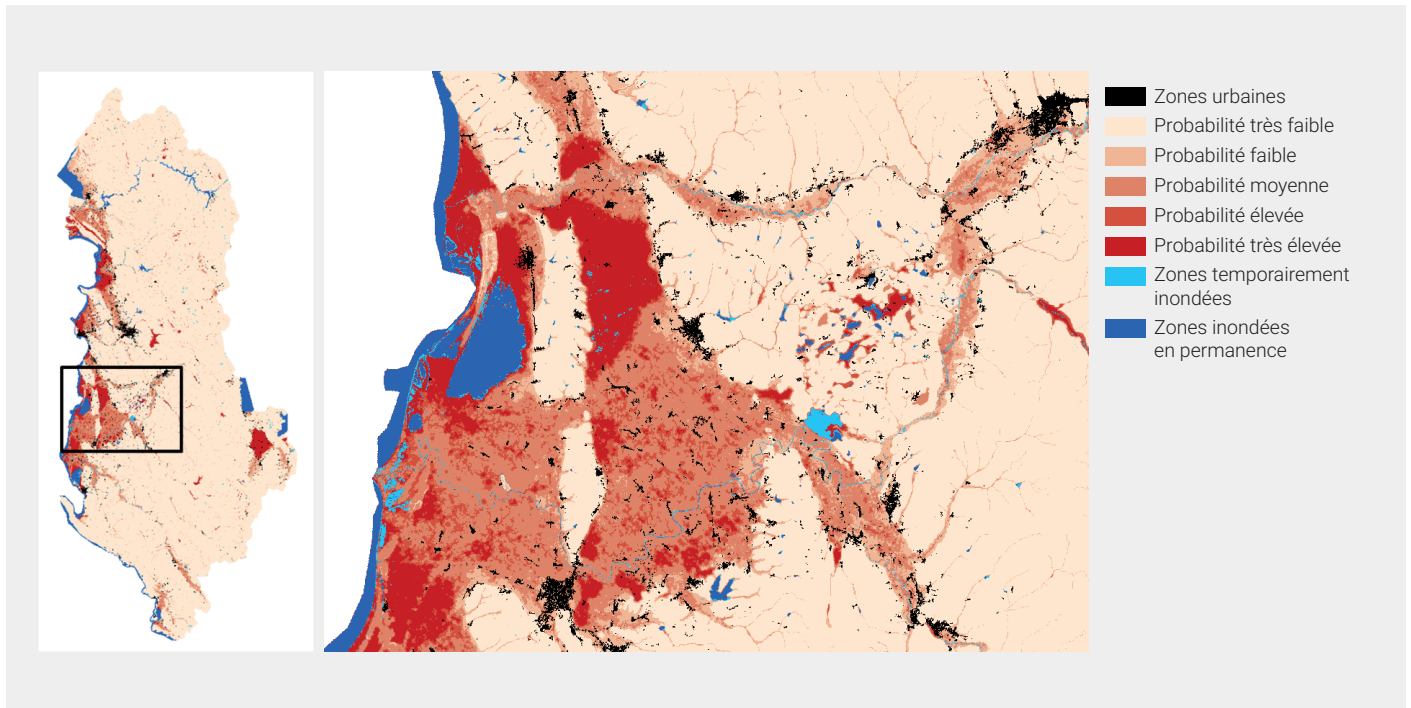 Zones urbaines
Probabilité très faible
Probabilité faible
Probabilité moyenne
Probabilité élevée
Probabilité très élevée
Zones temporairement
inondées
Zones inondées
en permanence